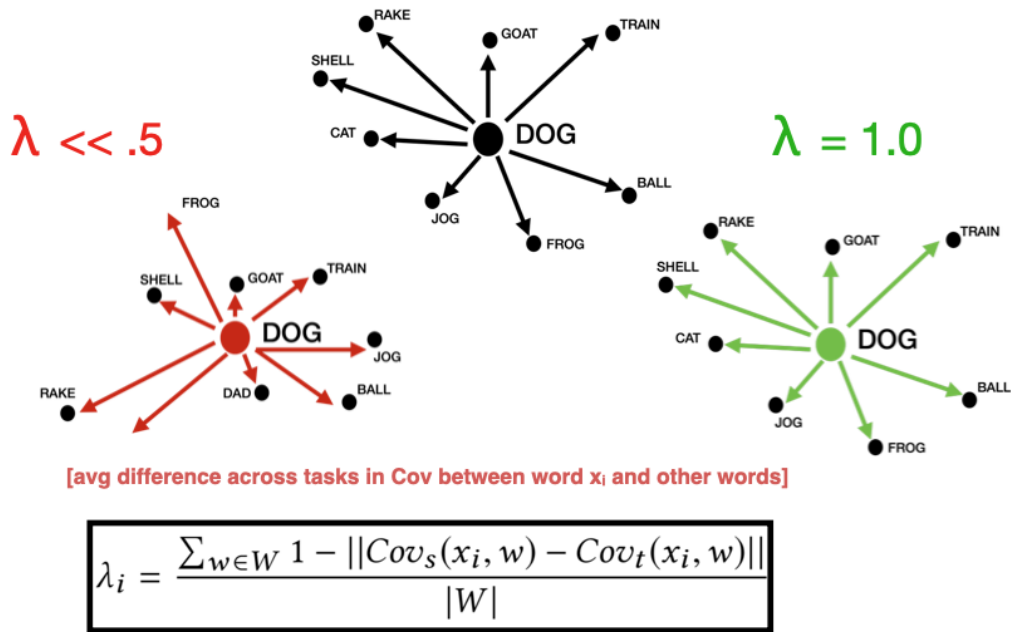 RAKE
GOAT
TRAIN
SHELL
CAT
DOG
BALL
JOG
FROG
λ << .5
λ = 1.0
FROG
SHELL
GOAT
TRAIN
DOG
JOG
RAKE
DAD
BALL
RAKE
GOAT
TRAIN
SHELL
CAT
DOG
BALL
JOG
FROG
[avg difference across tasks in Cov between word xᵢ and other words]
λᵢ = ∑_{w∈W} 1 − ||Covₛ(xᵢ, w) − Covₜ(xᵢ, w)|| / |W|